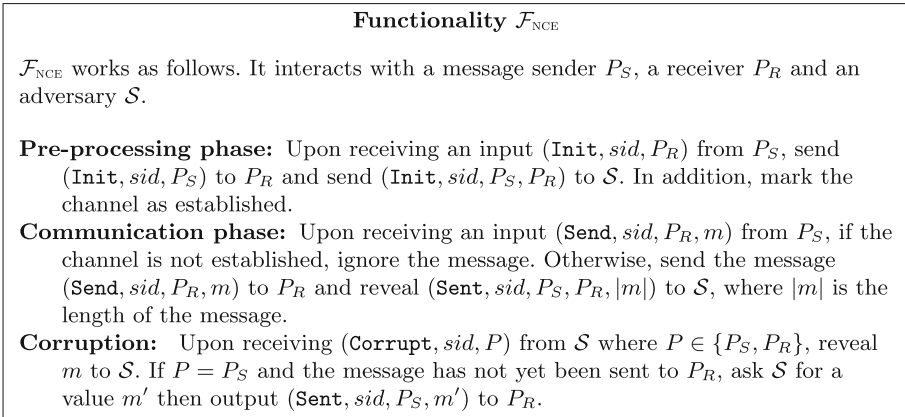 Functionality F_NCE
F_NCE works as follows. It interacts with a message sender P_S, a receiver P_R and an
adversary S.
Pre-processing phase: Upon receiving an input (Init, sid, P_R) from P_S, send
(Init, sid, P_S) to P_R and send (Init, sid, P_S, P_R) to S. In addition, mark the
channel as established.
Communication phase: Upon receiving an input (Send, sid, P_R, m) from P_S, if the
channel is not established, ignore the message. Otherwise, send the message
(Send, sid, P_R, m) to P_R and reveal (Sent, sid, P_S, P_R, |m|) to S, where |m| is the
length of the message.
Corruption: Upon receiving (Corrupt, sid, P) from S where P ∈ {P_S, P_R}, reveal
m to S. If P = P_S and the message has not yet been sent to P_R, ask S for a
value m′ then output (Sent, sid, P_S, m′) to P_R.